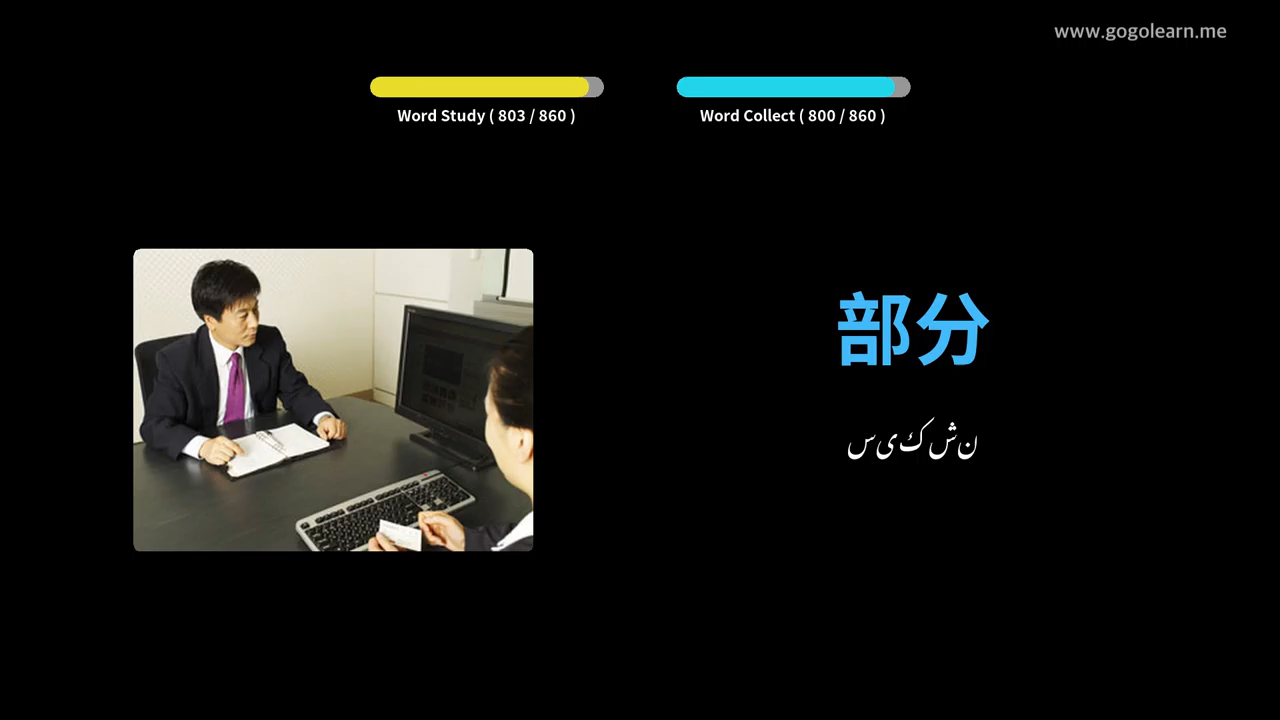 www.gogolearn.me
Word Study ( 803 / 860 )
Word Collect ( 800 / 860 )
部分
ن ش ک ی س